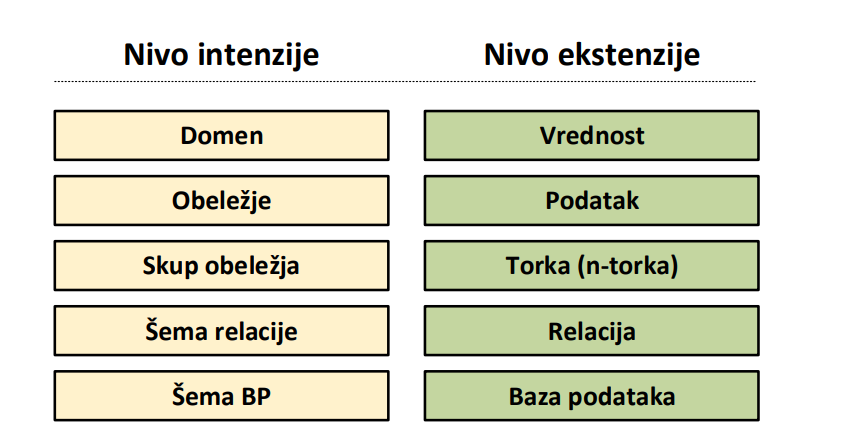 Nivo intenzije Nivo ekstenzije
Domen Vrednost
Obeležje Podatak
Skup obeležja Torka (n-torka)
Šema relacije Relacija
Šema BP Baza podataka